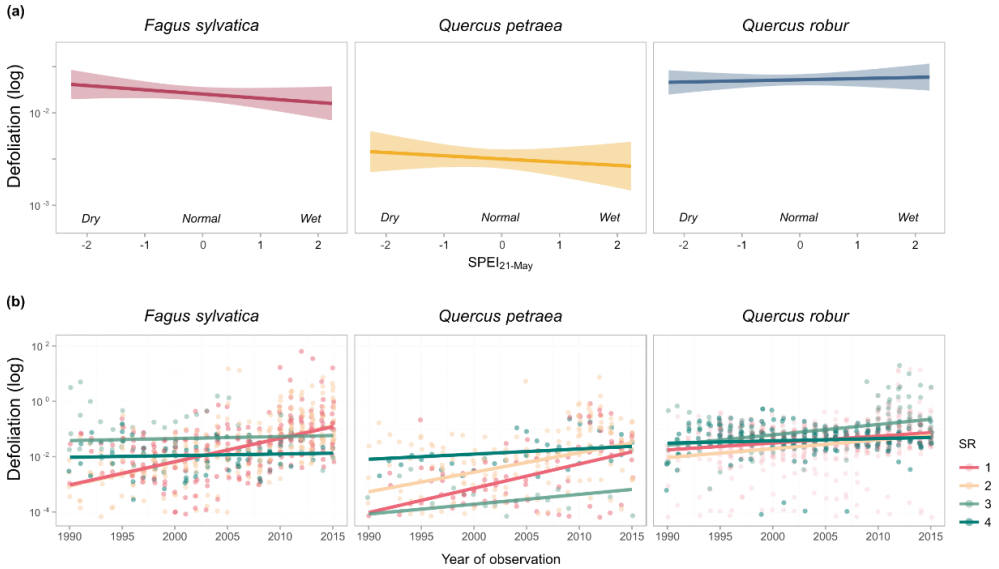 (a)
Fagus sylvatica Quercus petraea Quercus robur
Defoliation (log)
10⁻²
10⁻³
Dry Normal Wet Dry Normal Wet Dry Normal Wet
-2 -1 0 1 2 -2 -1 0 1 2 -2 -1 0 1 2
SPEI₂₁₋May
(b)
Fagus sylvatica Quercus petraea Quercus robur
Defoliation (log)
10²
10⁰
10⁻²
10⁻⁴
SR
1
2
3
4
1990 1995 2000 2005 2010 2015 1990 1995 2000 2005 2010 2015 1990 1995 2000 2005 2010 2015
Year of observation